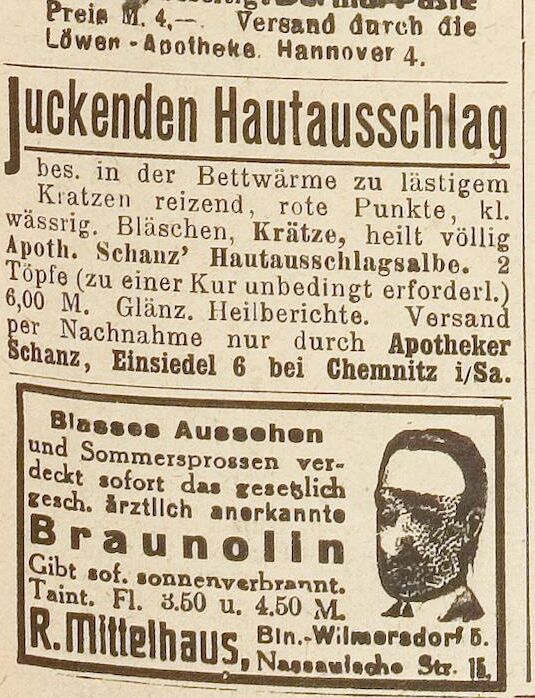 Preis M. 4,—. Versand durch die
Löwen-Apotheke, Hannover 4.
Juckenden Hautausschlag
bes. in der Bettwärme zu lästigem
Kratzen reizend, rote Punkte, kl.
wässrig. Bläschen, Krätze, heilt völlig
Apoth. Schanz' Hautausschlagsalbe. 2
Töpfe (zu einer Kur unbedingt erforderl.)
6,00 M. Glänz. Heilberichte. Versand
per Nachnahme nur durch Apotheker
Schanz, Einsiedel 6 bei Chemnitz i/Sa.
Blasses Aussehen
und Sommersprossen ver-
deckt sofort das gesetzlich
gesch. ärztlich anerkannte
Braunolin
Gibt sof. sonnenverbrannt.
Taint. Fl. 3.50 u. 4.50 M.
R. Mittelhaus, Bln.-Wilmersdorf 5.
Nassauische Str. 15.